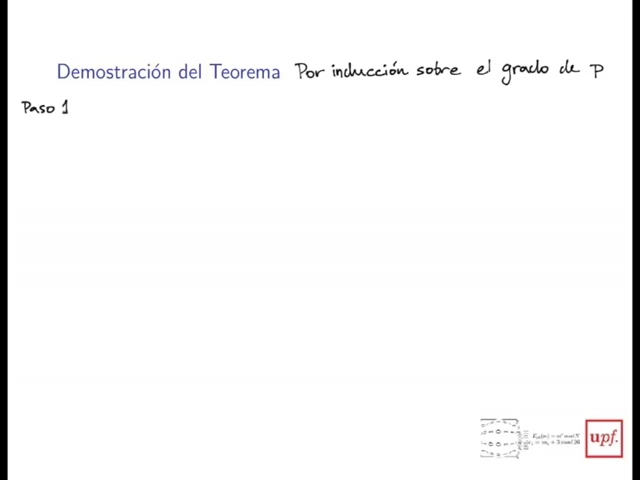 Demostración del Teorema Por inducción sobre el grado de P
Paso 1
upf.